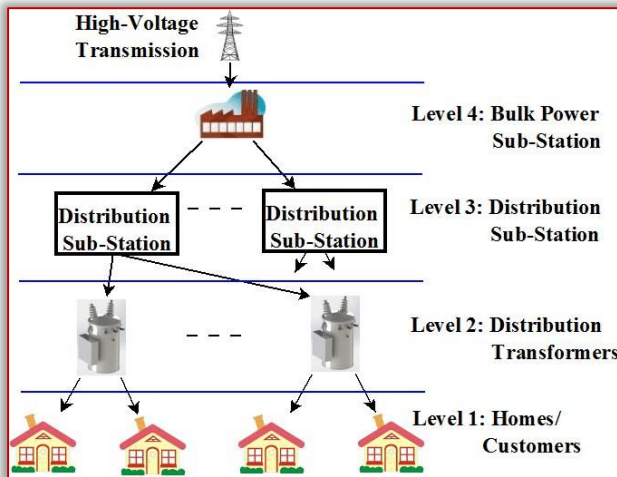 High-Voltage
Transmission
Level 4: Bulk Power
Sub-Station
Distribution
Sub-Station
Distribution
Sub-Station
Level 3: Distribution
Sub-Station
Level 2: Distribution
Transformers
Level 1: Homes/
Customers